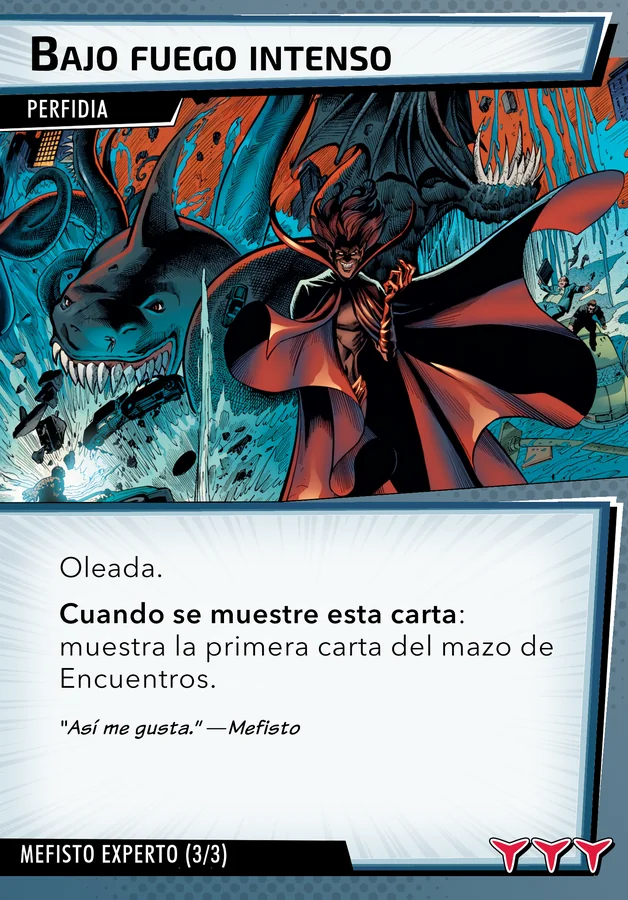 Bajo fuego intenso
PERFIDIA
Oleada.
Cuando se muestre esta carta:
muestra la primera carta del mazo de
Encuentros.
"Así me gusta." —Mefisto
MEFISTO EXPERTO (3/3)